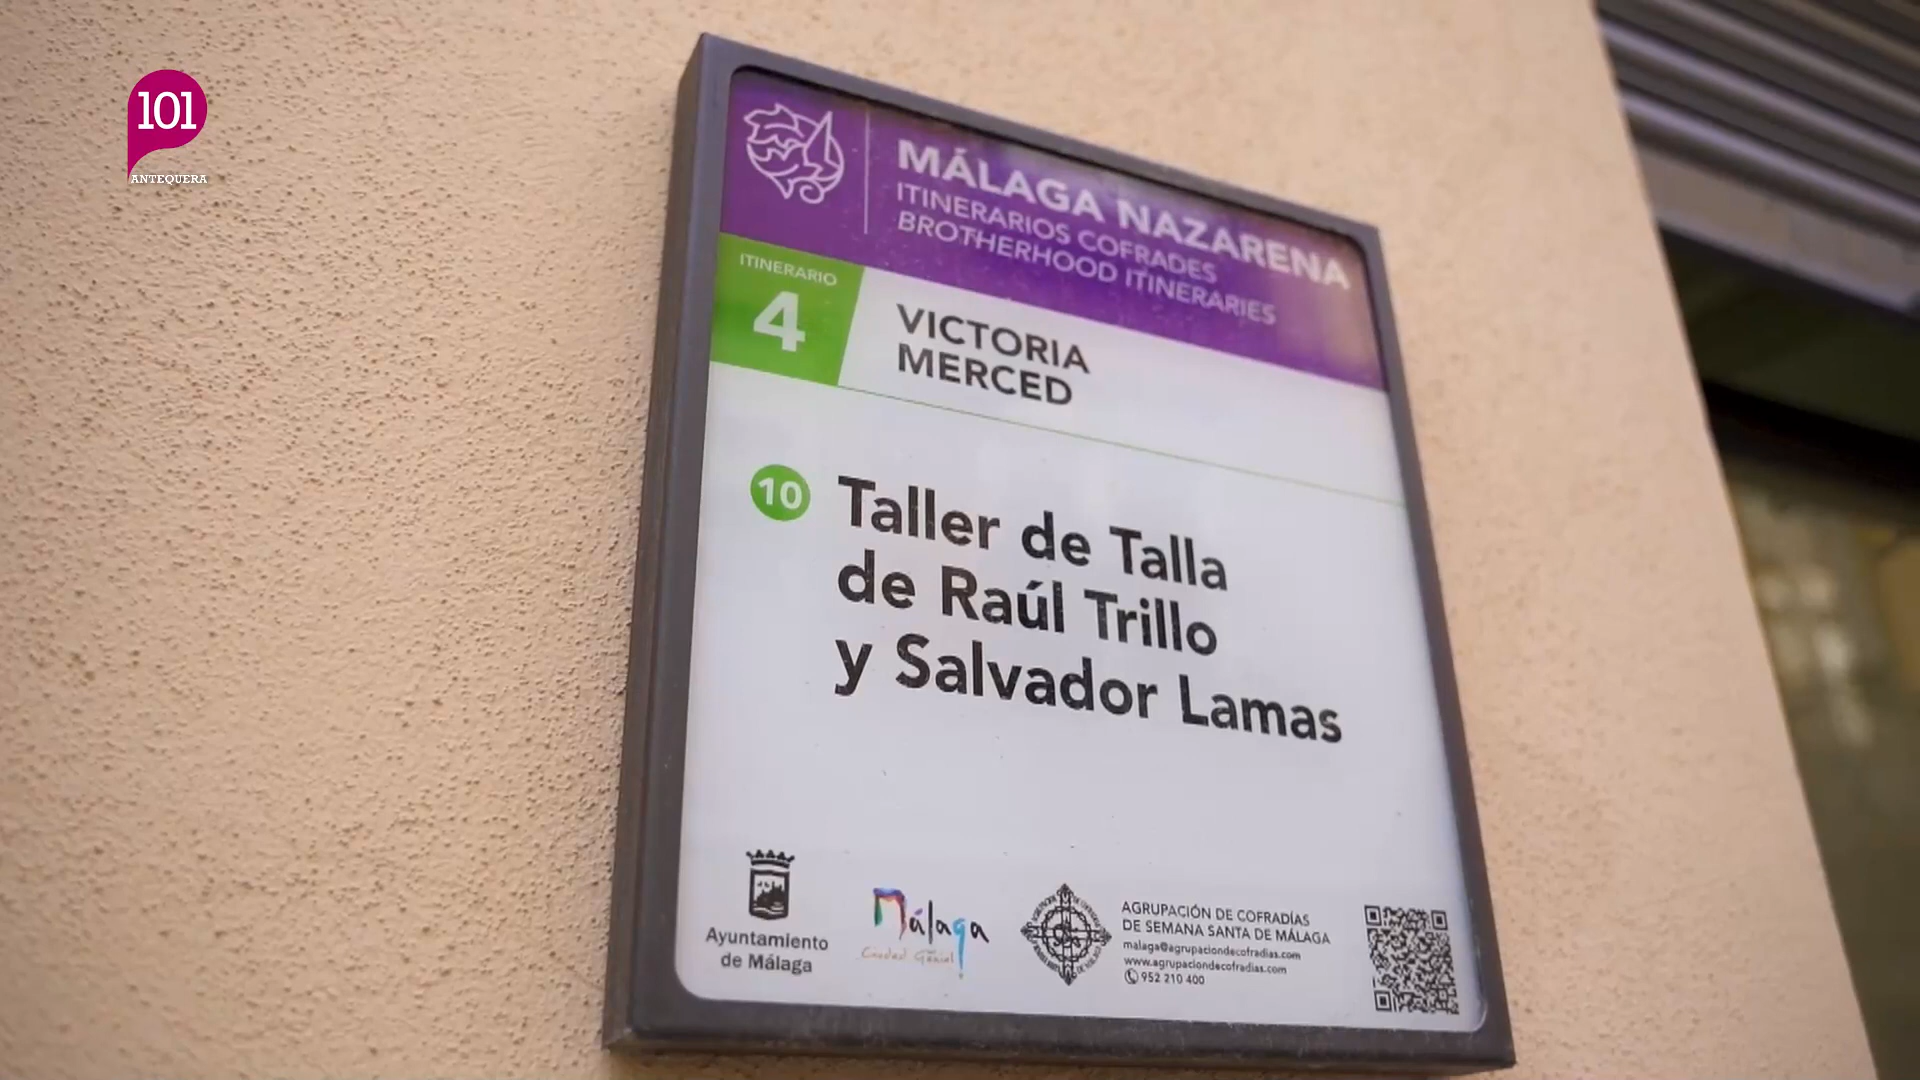 101
ANTEQUERA
MÁLAGA NAZARENA
ITINERARIOS COFRADES
BROTHERHOOD ITINERARIES
ITINERARIO
4
VICTORIA
MERCED
10
Taller de Talla
de Raúl Trillo
y Salvador Lamas
Ayuntamiento
de Málaga
Málaga
Ciudad Genial
AGRUPACIÓN DE COFRADÍAS
DE SEMANA SANTA DE MÁLAGA
malaga@agrupaciondecofradias.com
www.agrupaciondecofradias.com
952 210 400